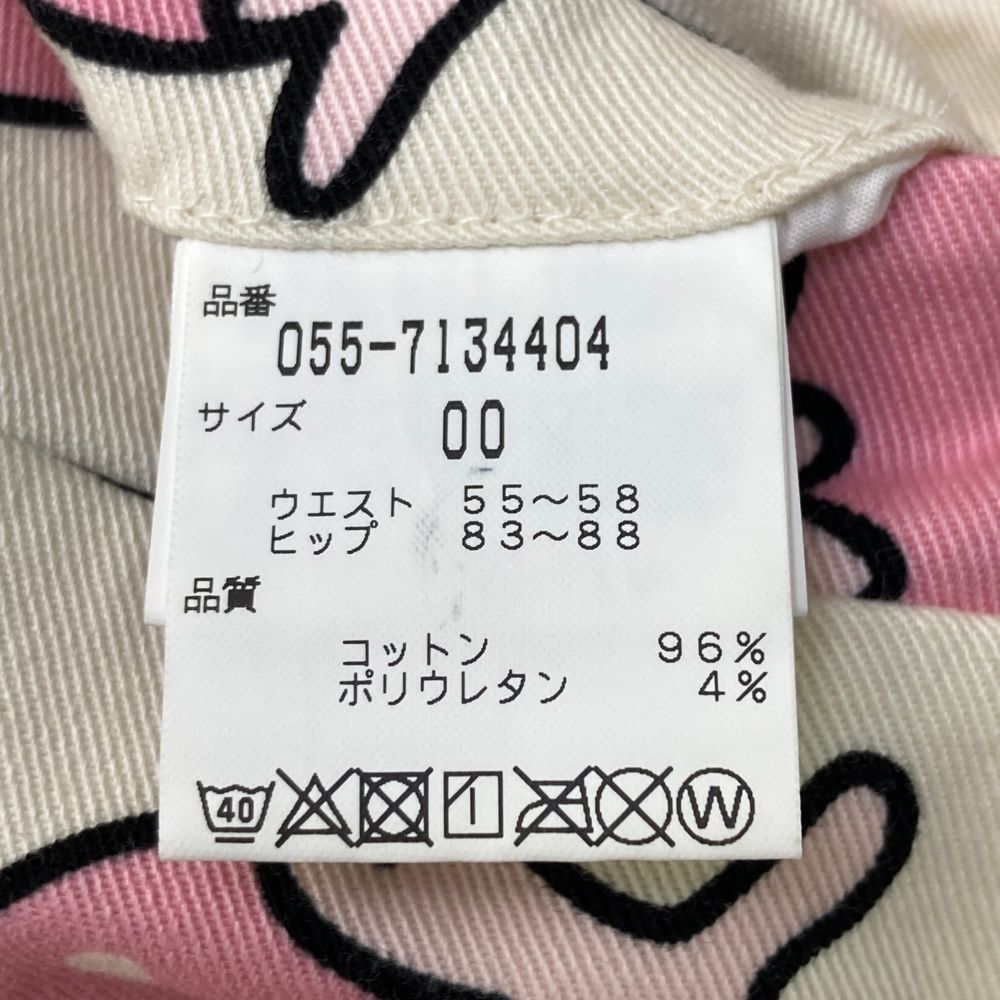 品番
055-7134404
サイズ 00
ウエスト 55〜58
ヒップ 83〜88
品質
コットン 96%
ポリウレタン 4%
40 W